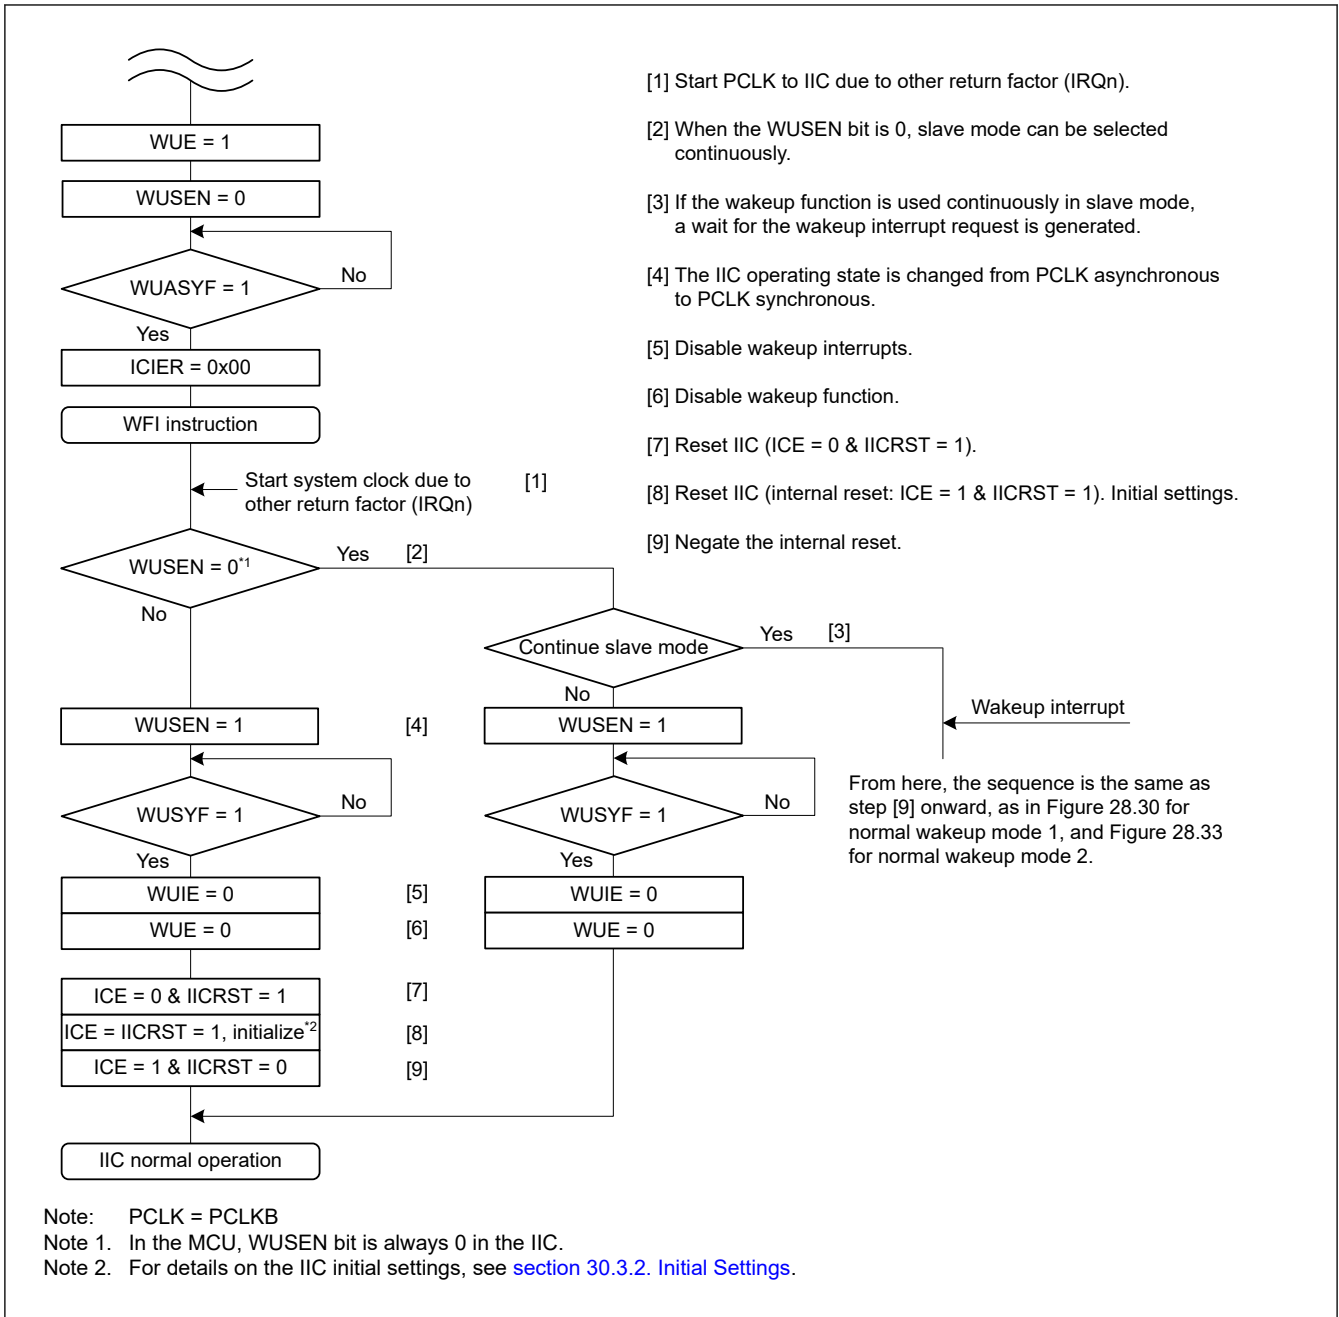 WUE = 1
WUSEN = 0
WUASYF = 1
No
Yes
ICIER = 0x00
WFI instruction
Start system clock due to
other return factor (IRQn)
[1]
WUSEN = 0*1
Yes
[2]
No
Continue slave mode
Yes
[3]
No
Wakeup interrupt
WUSEN = 1
[4]
WUSEN = 1
WUSYF = 1
No
Yes
WUSYF = 1
No
Yes
From here, the sequence is the same as
step [9] onward, as in Figure 28.30 for
normal wakeup mode 1, and Figure 28.33
for normal wakeup mode 2.
WUIE = 0
[5]
WUIE = 0
WUE = 0
[6]
WUE = 0
ICE = 0 & IICRST = 1
[7]
ICE = IICRST = 1, initialize*2
[8]
ICE = 1 & IICRST = 0
[9]
IIC normal operation
[1] Start PCLK to IIC due to other return factor (IRQn).
[2] When the WUSEN bit is 0, slave mode can be selected
continuously.
[3] If the wakeup function is used continuously in slave mode,
a wait for the wakeup interrupt request is generated.
[4] The IIC operating state is changed from PCLK asynchronous
to PCLK synchronous.
[5] Disable wakeup interrupts.
[6] Disable wakeup function.
[7] Reset IIC (ICE = 0 & IICRST = 1).
[8] Reset IIC (internal reset: ICE = 1 & IICRST = 1). Initial settings.
[9] Negate the internal reset.
Note: PCLK = PCLKB
Note 1. In the MCU, WUSEN bit is always 0 in the IIC.
Note 2. For details on the IIC initial settings, see section 30.3.2. Initial Settings.